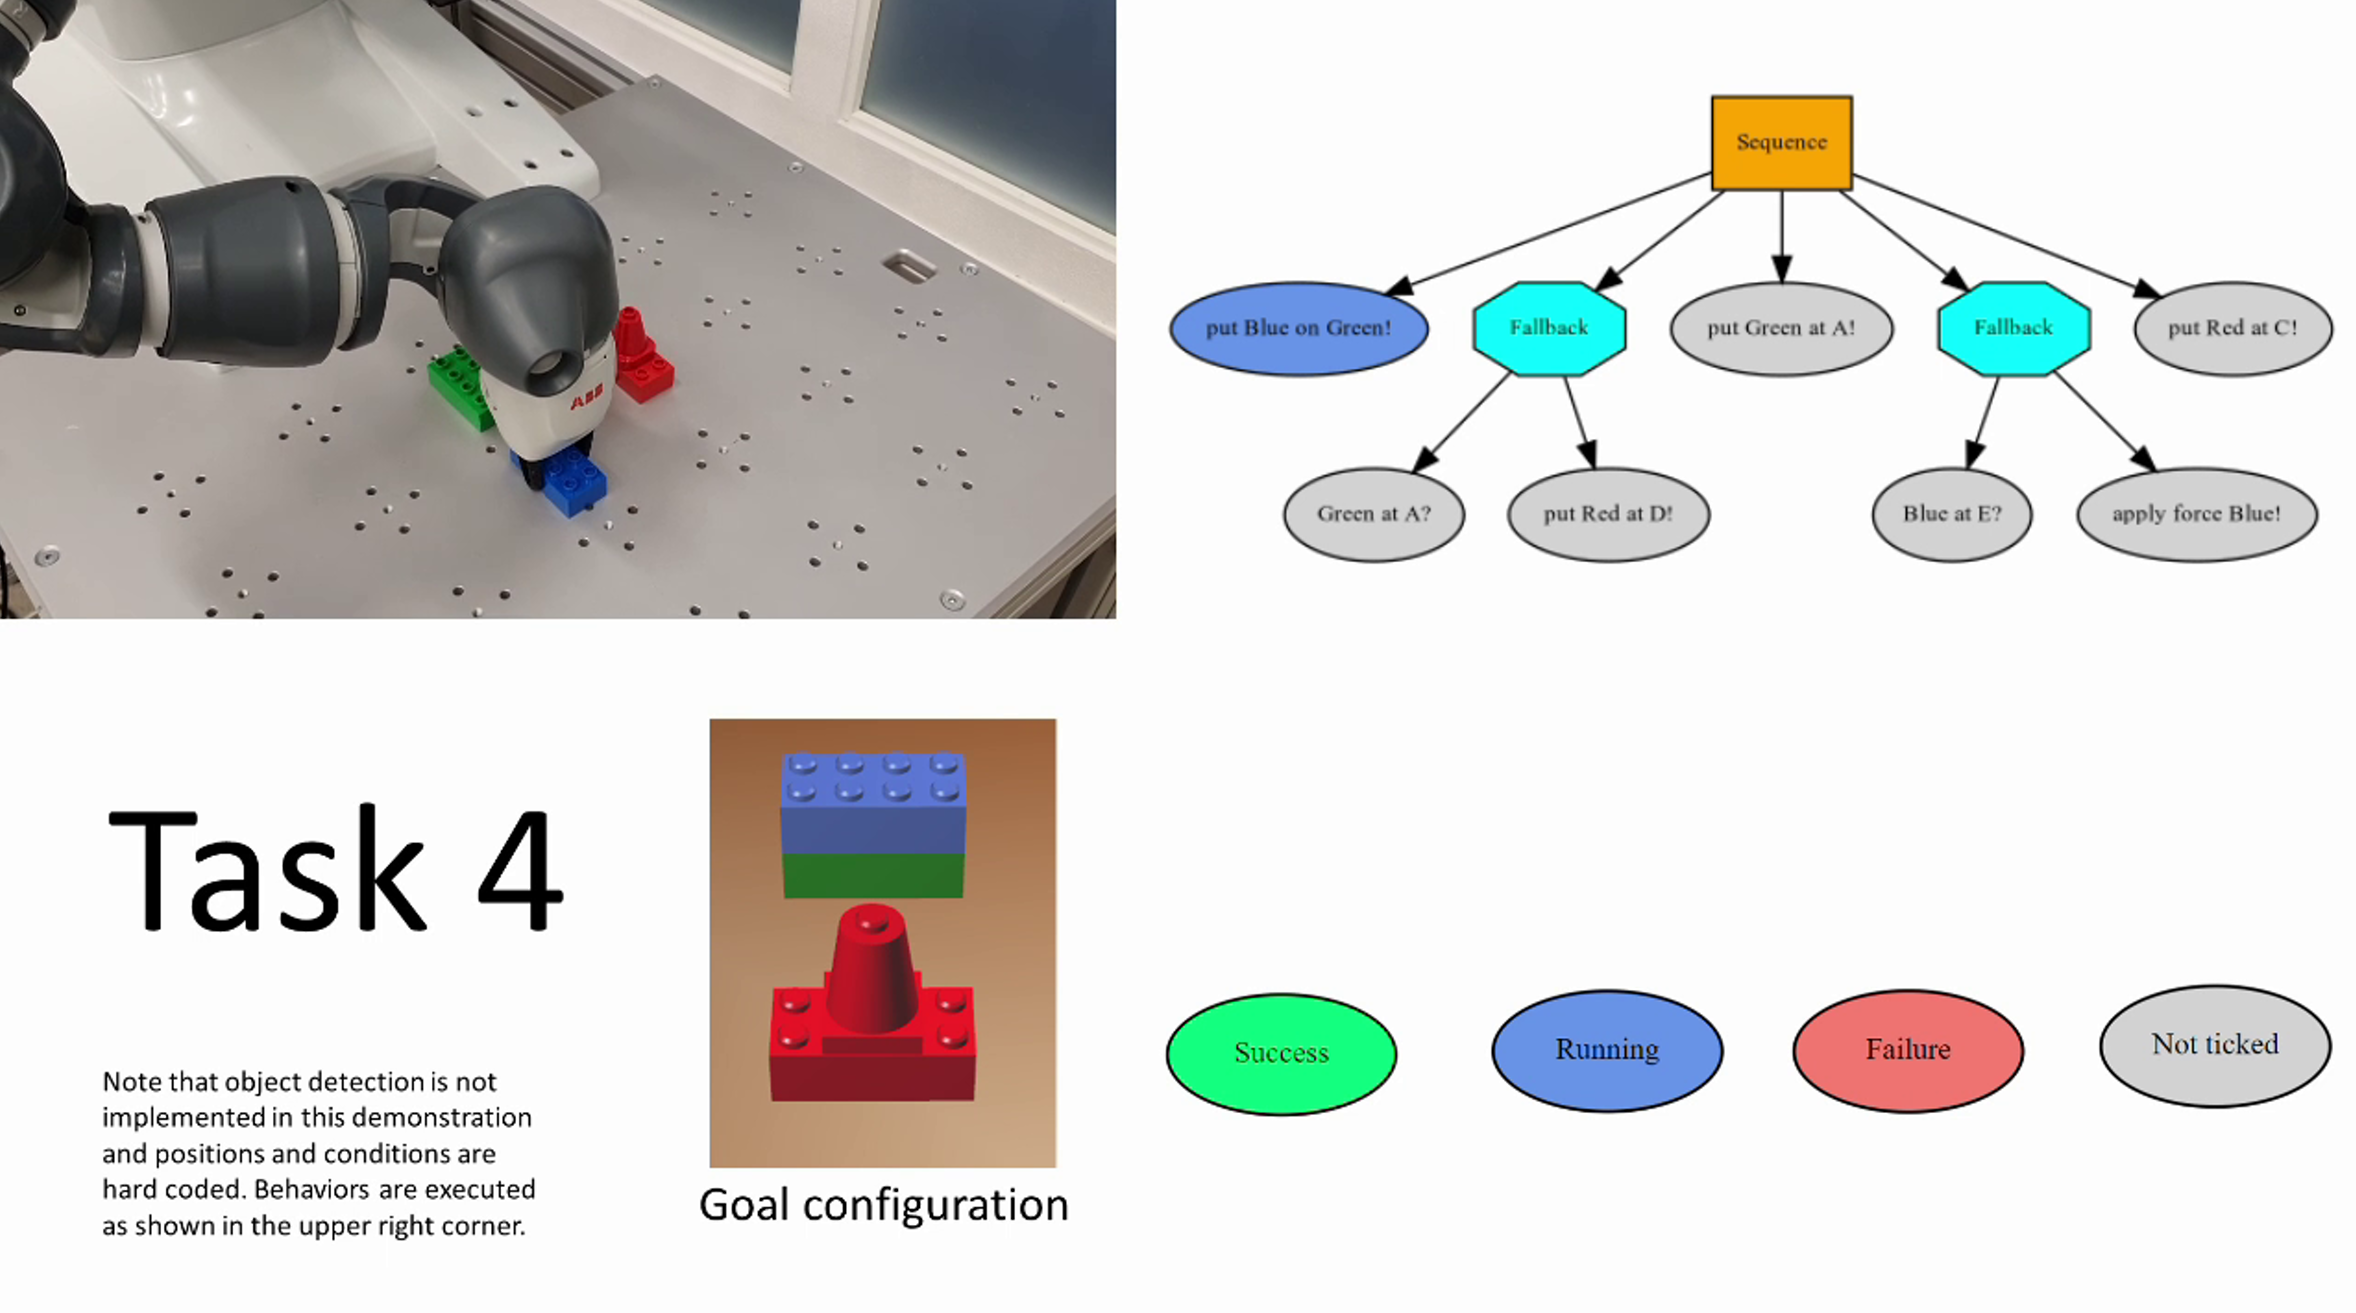 ABB
Sequence
put Blue on Green!
Fallback
put Green at A!
Fallback
put Red at C!
Green at A?
put Red at D!
Blue at E?
apply force Blue!
Task 4
Note that object detection is not
implemented in this demonstration
and positions and conditions are
hard coded. Behaviors are executed
as shown in the upper right corner.
Goal configuration
Success
Running
Failure
Not ticked